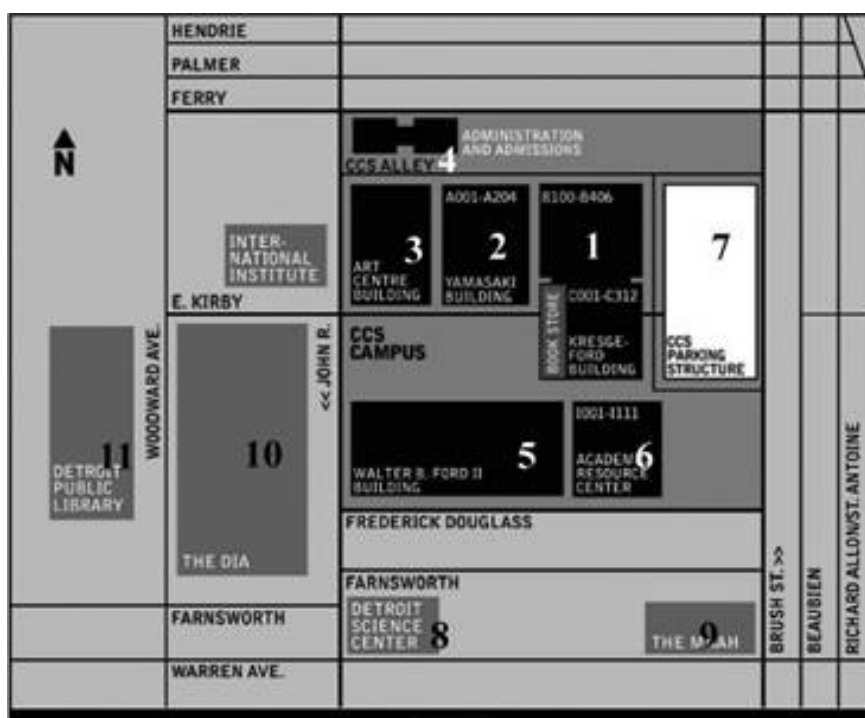 HENDRIE
PALMER
FERRY
N
ADMINISTRATION
AND ADMISSIONS
CCS ALLEY 4
A001-A204
B100-B406
3
2
1
7
ART
CENTRE
BUILDING
YAMASAKI
BUILDING
INTER-
NATIONAL
INSTITUTE
E. KIRBY
BOOK STORE
C001-C312
KRESGE-
FORD
BUILDING
CCS
PARKING
STRUCTURE
CCS
CAMPUS
WOODWARD AVE.
<< JOHN R.
11
DETROIT
PUBLIC
LIBRARY
10
THE DIA
5
WALTER B. FORD II
BUILDING
I001-I111
6
ACADEMIC
RESOURCE
CENTER
FREDERICK DOUGLASS
FARNSWORTH
FARNSWORTH
DETROIT
SCIENCE
CENTER
8
9
THE MAAH
WARREN AVE.
BRUSH ST. >>
BEAUBIEN
RICHARD ALLON/ST. ANTOINE